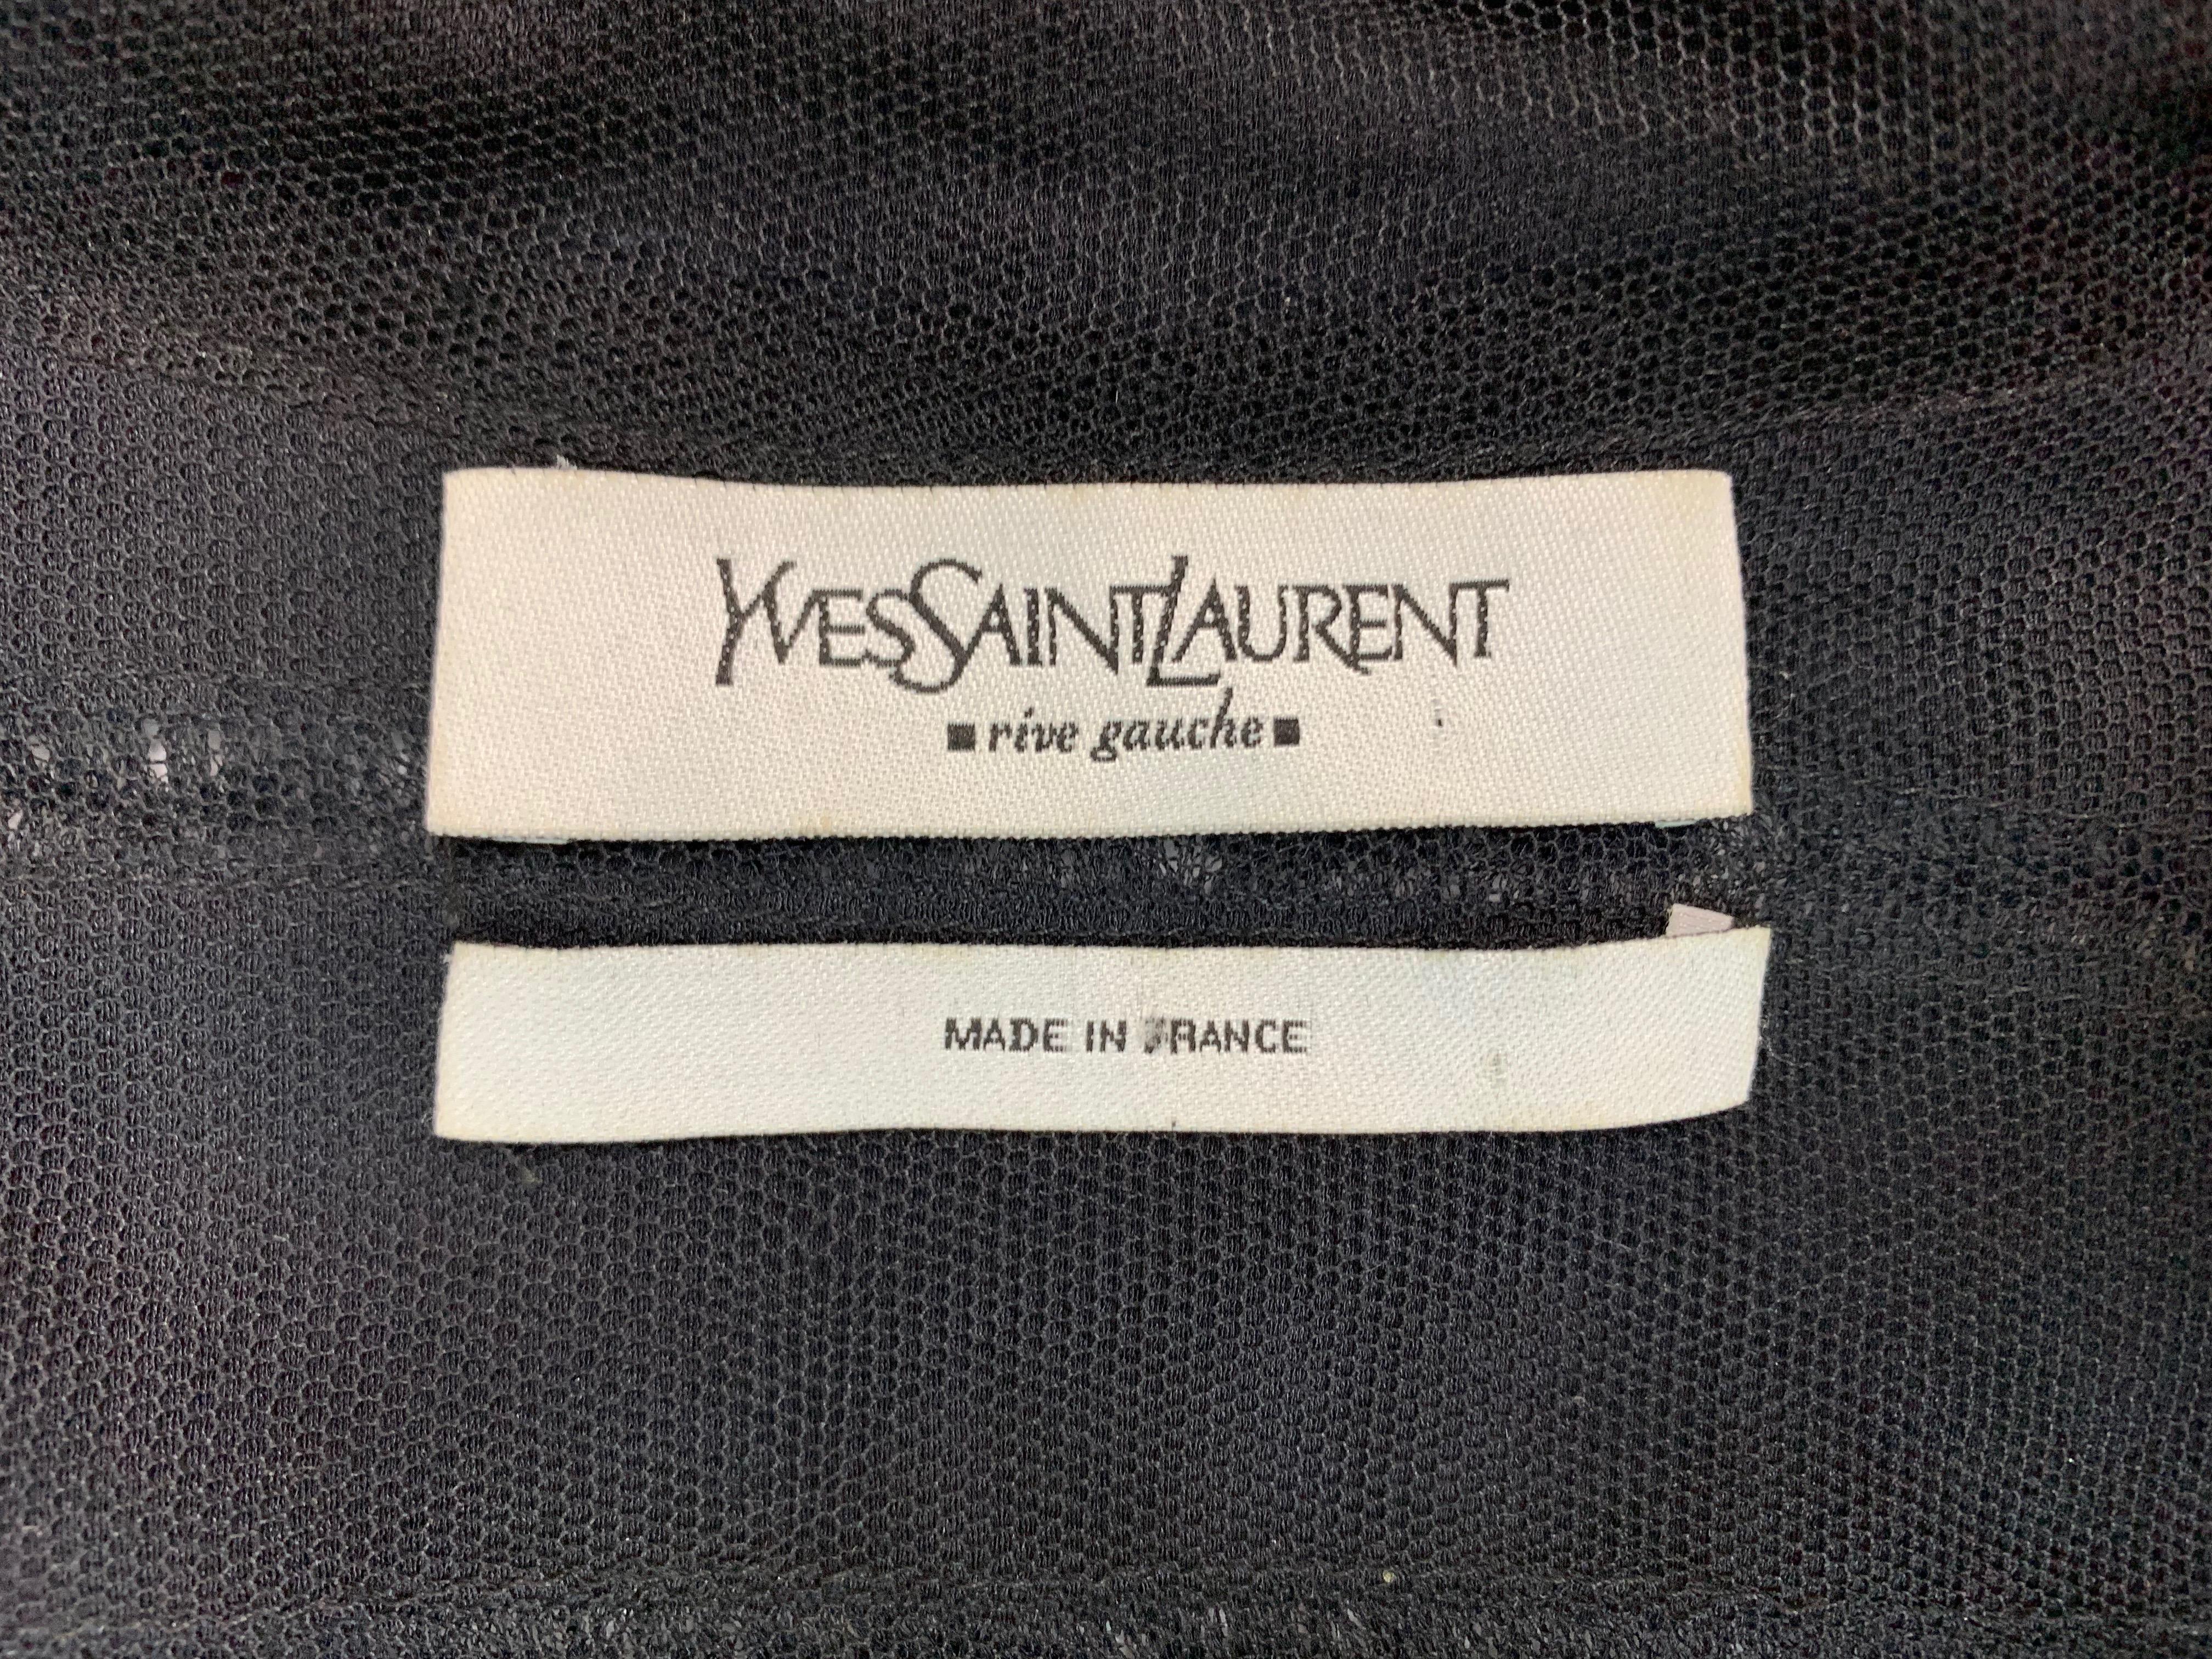 YVESSAINTLAURENT
rive gauche
MADE IN FRANCE